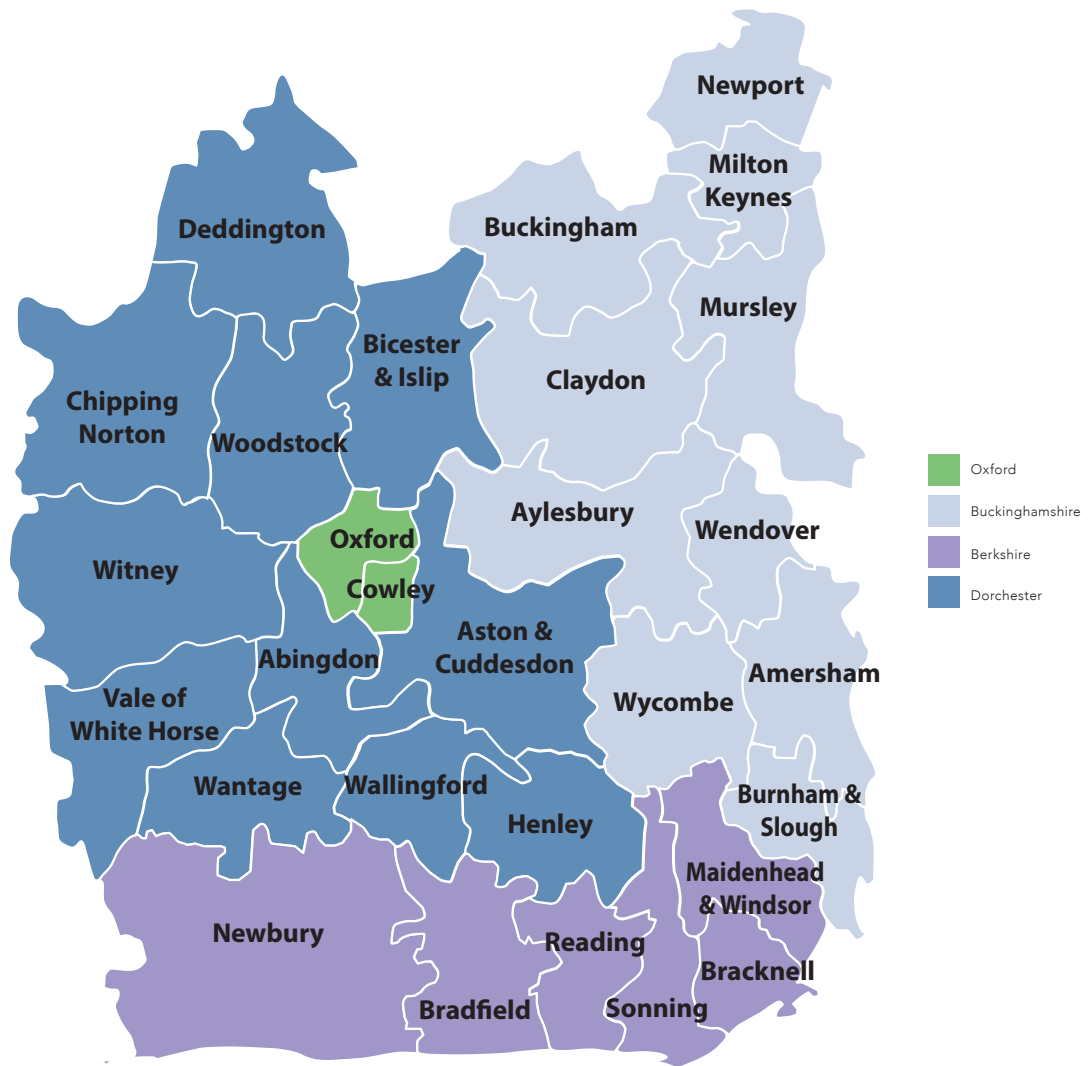 Newport
Milton
Keynes
Buckingham
Deddington
Mursley
Bicester
& Islip
Claydon
Chipping
Norton
Woodstock
Aylesbury
Wendover
Oxford
Cowley
Witney
Aston &
Cuddesdon
Abingdon
Amersham
Wycombe
Vale of
White Horse
Wantage
Wallingford
Henley
Burnham &
Slough
Maidenhead
& Windsor
Newbury
Reading
Bracknell
Bradfield
Sonning
Oxford
Buckinghamshire
Berkshire
Dorchester